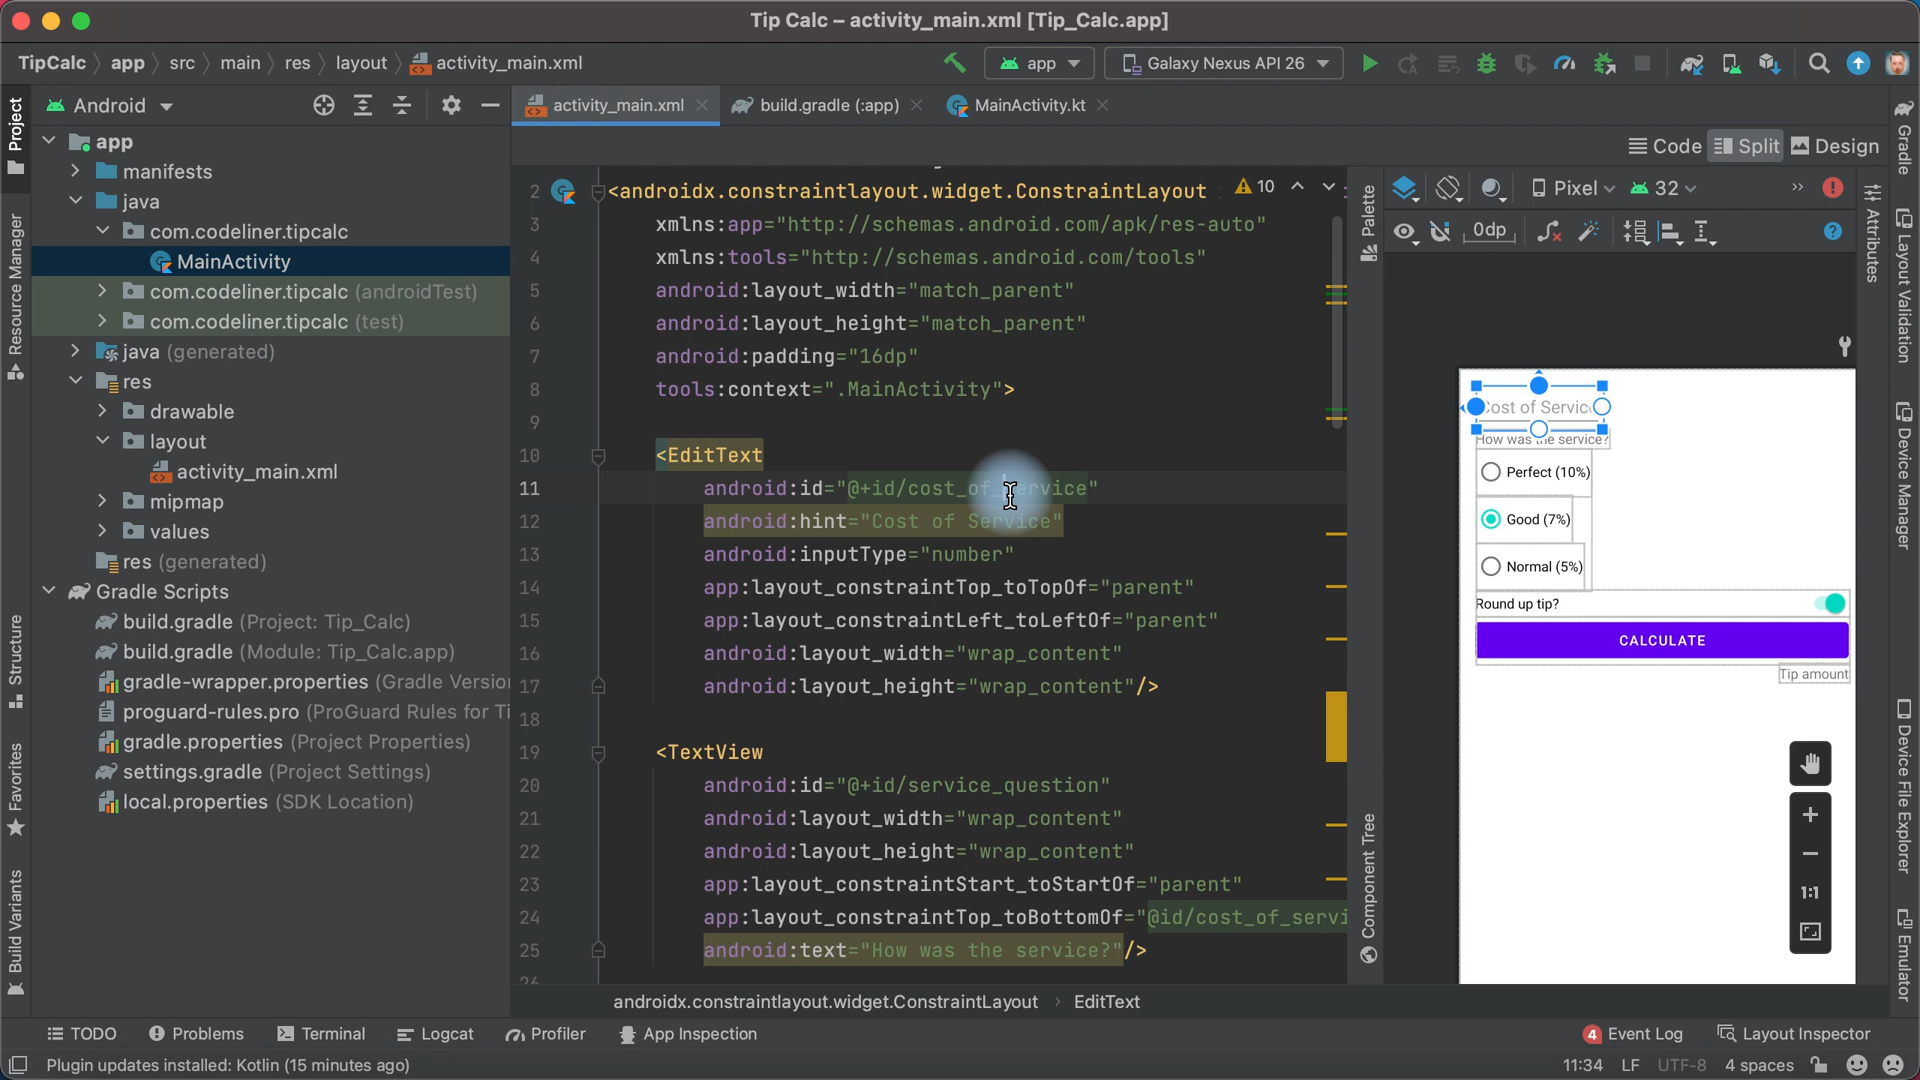 Tip Calc – activity_main.xml [Tip_Calc.app]
TipCalc app src main res layout activity_main.xml
app
Galaxy Nexus API 26
Project
Resource Manager
Structure
Favorites
Build Variants
Android
app
manifests
java
com.codeliner.tipcalc
MainActivity
com.codeliner.tipcalc (androidTest)
com.codeliner.tipcalc (test)
java (generated)
res
drawable
layout
activity_main.xml
mipmap
values
res (generated)
Gradle Scripts
build.gradle (Project: Tip_Calc)
build.gradle (Module: Tip_Calc.app)
gradle-wrapper.properties (Gradle Version
proguard-rules.pro (ProGuard Rules for Ti
gradle.properties (Project Properties)
settings.gradle (Project Settings)
local.properties (SDK Location)
activity_main.xml
build.gradle (:app)
MainActivity.kt
Code
Split
Design
10
2 <androidx.constraintlayout.widget.ConstraintLayout
3 xmlns:app="http://schemas.android.com/apk/res-auto"
4 xmlns:tools="http://schemas.android.com/tools"
5 android:layout_width="match_parent"
6 android:layout_height="match_parent"
7 android:padding="16dp"
8 tools:context=".MainActivity">
9
10 <EditText
11 android:id="@+id/cost_of_service"
12 android:hint="Cost of Service"
13 android:inputType="number"
14 app:layout_constraintTop_toTopOf="parent"
15 app:layout_constraintLeft_toLeftOf="parent"
16 android:layout_width="wrap_content"
17 android:layout_height="wrap_content"/>
18
19 <TextView
20 android:id="@+id/service_question"
21 android:layout_width="wrap_content"
22 android:layout_height="wrap_content"
23 app:layout_constraintStart_toStartOf="parent"
24 app:layout_constraintTop_toBottomOf="@id/cost_of_servi
25 android:text="How was the service?"/>
26
androidx.constraintlayout.widget.ConstraintLayout EditText
Palette
Component Tree
Pixel
32
0dp
Cost of Service
How was the service?
Perfect (10%)
Good (7%)
Normal (5%)
Round up tip?
CALCULATE
Tip amount
1:1
Attributes
Gradle
Layout Validation
Device Manager
Device File Explorer
Emulator
TODO
Problems
Terminal
Logcat
Profiler
App Inspection
4 Event Log
Layout Inspector
Plugin updates installed: Kotlin (15 minutes ago)
11:34 LF UTF-8 4 spaces